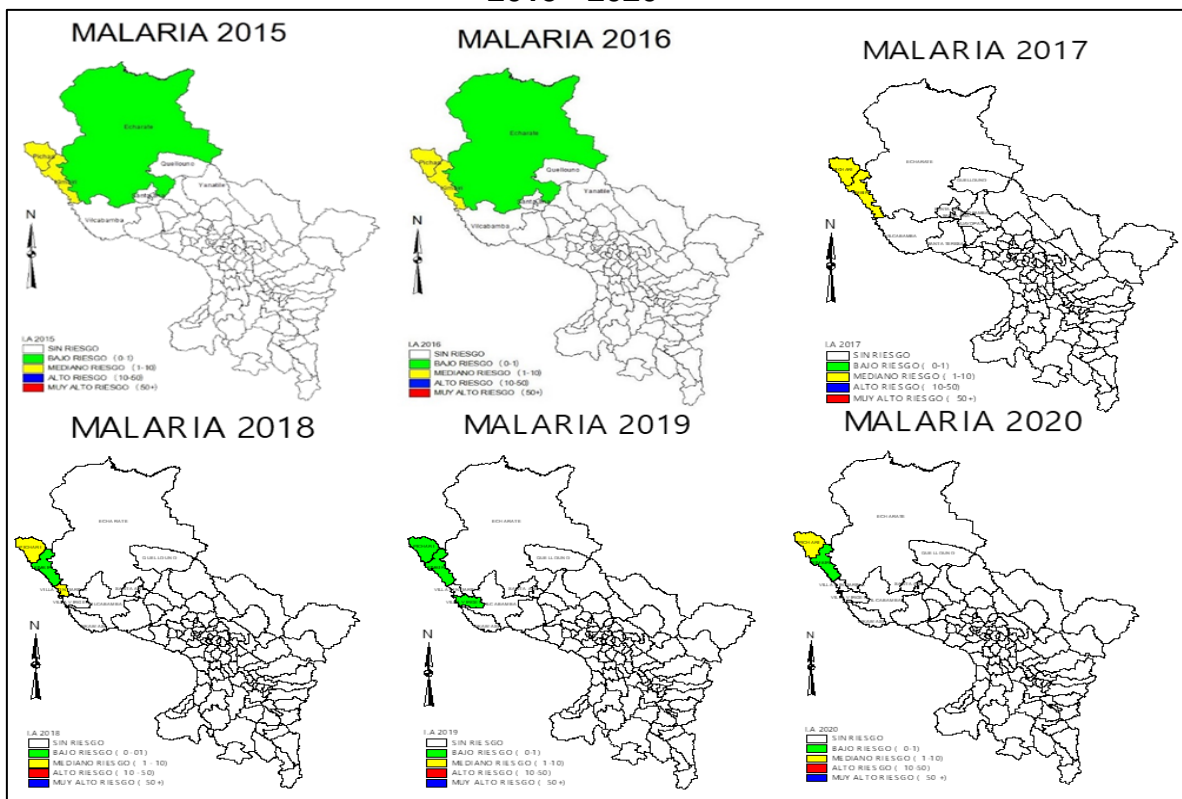 MALARIA 2015
Echarate
Pichari
Kimbiri
Quellouno
Yanatile
Vilcabamba
N
I.A 2015
SIN RIESGO
BAJO RIESGO (0-1)
MEDIANO RIESGO (1-10)
ALTO RIESGO (10-50)
MUY ALTO RIESGO (50+)
MALARIA 2016
Echarate
Quellouno
Yanatile
Vilcabamba
N
I.A 2016
SIN RIESGO
BAJO RIESGO (0-1)
MEDIANO RIESGO (1-10)
ALTO RIESGO (10-50)
MUY ALTO RIESGO (50+)
MALARIA 2017
ECHARATE
QUELLOUNO
N
I.A 2017
SIN RIESGO
BAJO RIESGO ( 0-1)
MEDIANO RIESGO ( 1-10)
ALTO RIESGO ( 10-50)
MUY ALTO RIESGO ( 50+)
MALARIA 2018
ECHARATE
PICHARI
QUELLOUNO
N
I.A 2018
SIN RIESGO
BAJO RIESGO ( 0-01)
MEDIANO RIESGO ( 1 - 10)
ALTO RIESGO ( 10 - 50)
MUY ALTO RIESGO ( 50+)
MALARIA 2019
ECHARATE
PICHARI
QUELLOUNO
N
I.A 2019
SIN RIESGO
BAJO RIESGO ( 0-1)
MEDIANO RIESGO ( 1-10)
ALTO RIESGO ( 10-50)
MUY ALTO RIESGO ( 50+)
MALARIA 2020
ECHARATE
PICHARI
QUELLOUNO
N
I.A 2020
SIN RIESGO
BAJO RIESGO ( 0-1)
MEDIANO RIESGO ( 1-10)
ALTO RIESGO ( 10-50)
MUY ALTO RIESGO ( 50 +)